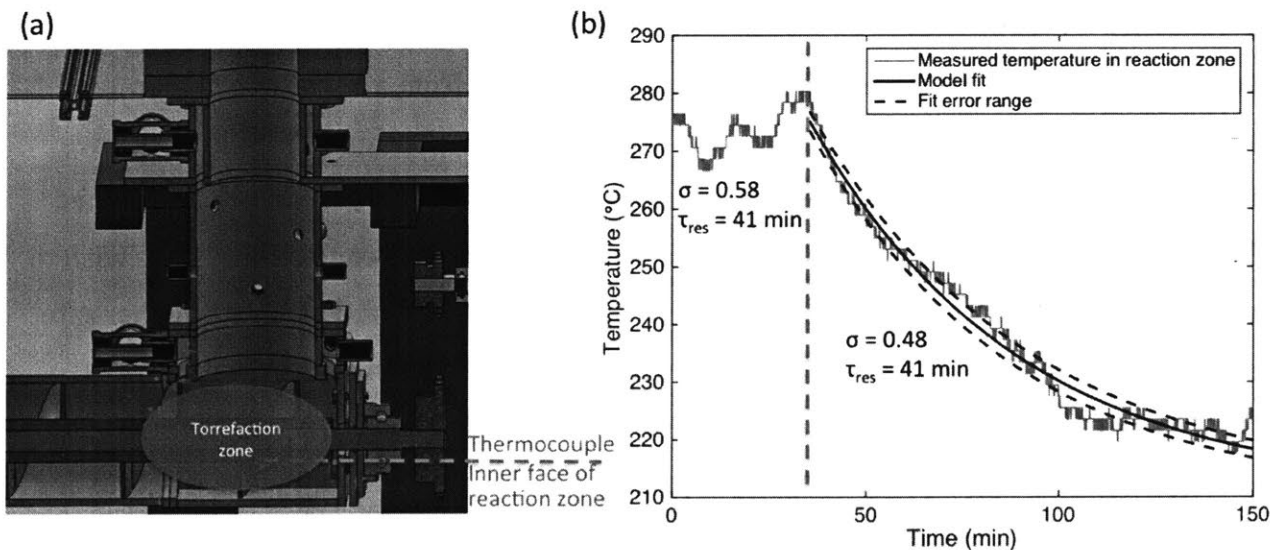 (a)
Torrefaction
zone
Thermocouple
Inner face of
reaction zone
(b)
290
280
270
260
250
240
230
220
210
Temperature (°C)
Measured temperature in reaction zone
Model fit
Fit error range
σ = 0.58
τres = 41 min
σ = 0.48
τres = 41 min
0
50
100
150
Time (min)